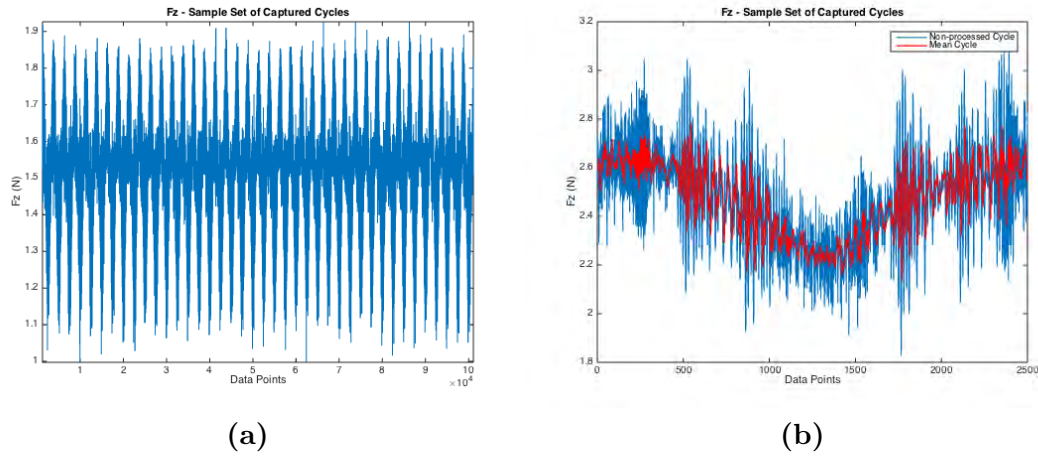 Fz - Sample Set of Captured Cycles
1.9
1.8
1.7
1.6
1.5
1.4
1.3
1.2
1.1
1
Fz (N)
1 2 3 4 5 6 7 8 9 10
Data Points
×10⁴
(a)
Fz - Sample Set of Captured Cycles
Non-processed Cycle
Mean Cycle
3.2
3
2.8
2.6
2.4
2.2
2
1.8
Fz (N)
0 500 1000 1500 2000 2500
Data Points
(b)